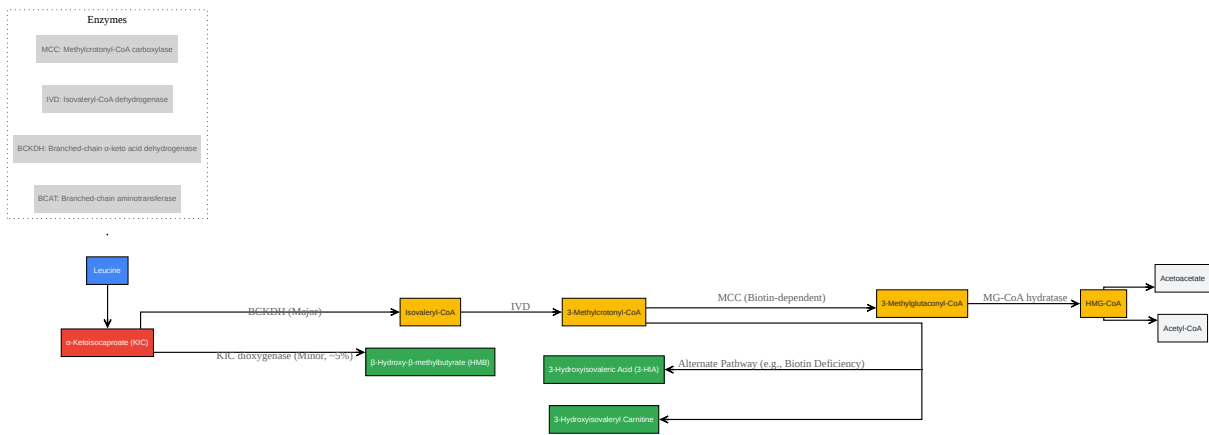 Enzymes
MCC: Methylcrotonyl-CoA carboxylase
IVD: Isovaleryl-CoA dehydrogenase
BCKDH: Branched-chain α-keto acid dehydrogenase
BCAT: Branched-chain aminotransferase
.
Leucine
α-Ketoisocaproate (KIC)
BCKDH (Major)
KIC dioxygenase (Minor, ~5%)
Isovaleryl-CoA
β-Hydroxy-β-methylbutyrate (HMB)
IVD
3-Methylcrotonyl-CoA
MCC (Biotin-dependent)
3-Methylglutaconyl-CoA
MG-CoA hydratase
HMG-CoA
Acetoacetate
Acetyl-CoA
3-Hydroxyisovaleric Acid (3-HIA)
Alternate Pathway (e.g., Biotin Deficiency)
3-Hydroxyisovaleryl Carnitine